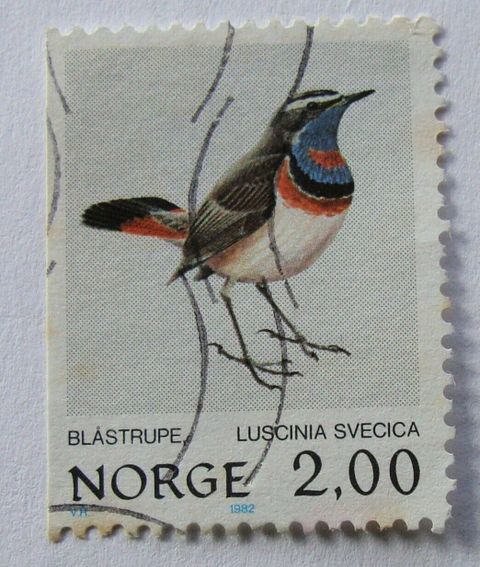 BLÅSTRUPE, LUSCINIA SVECICA
NORGE 2,00
V.H. 1982